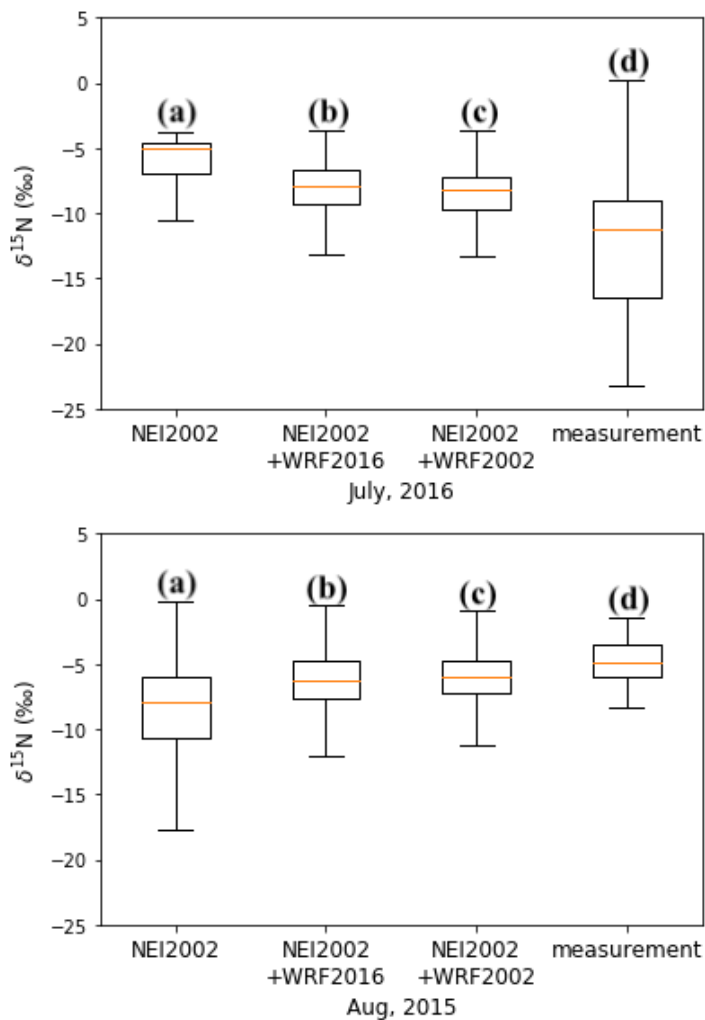 5
(d)
0
(a) (b) (c)
−5
δ¹⁵N (‰)
−10
−15
−20
−25
NEI2002 NEI2002 NEI2002 measurement
+WRF2016 +WRF2002
July, 2016
5
(a) (b) (c) (d)
0
−5
δ¹⁵N (‰)
−10
−15
−20
−25
NEI2002 NEI2002 NEI2002 measurement
+WRF2016 +WRF2002
Aug, 2015